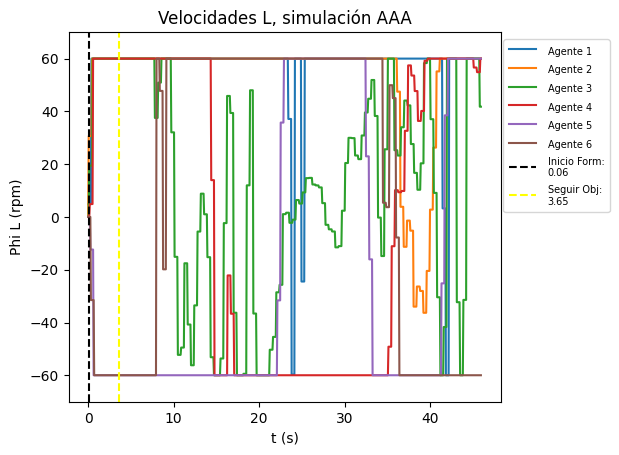 Velocidades L, simulación AAA
Phi L (rpm)
60
40
20
0
−20
−40
−60
0
10
20
30
40
t (s)
Agente 1
Agente 2
Agente 3
Agente 4
Agente 5
Agente 6
Inicio Form:
0.06
Seguir Obj:
3.65